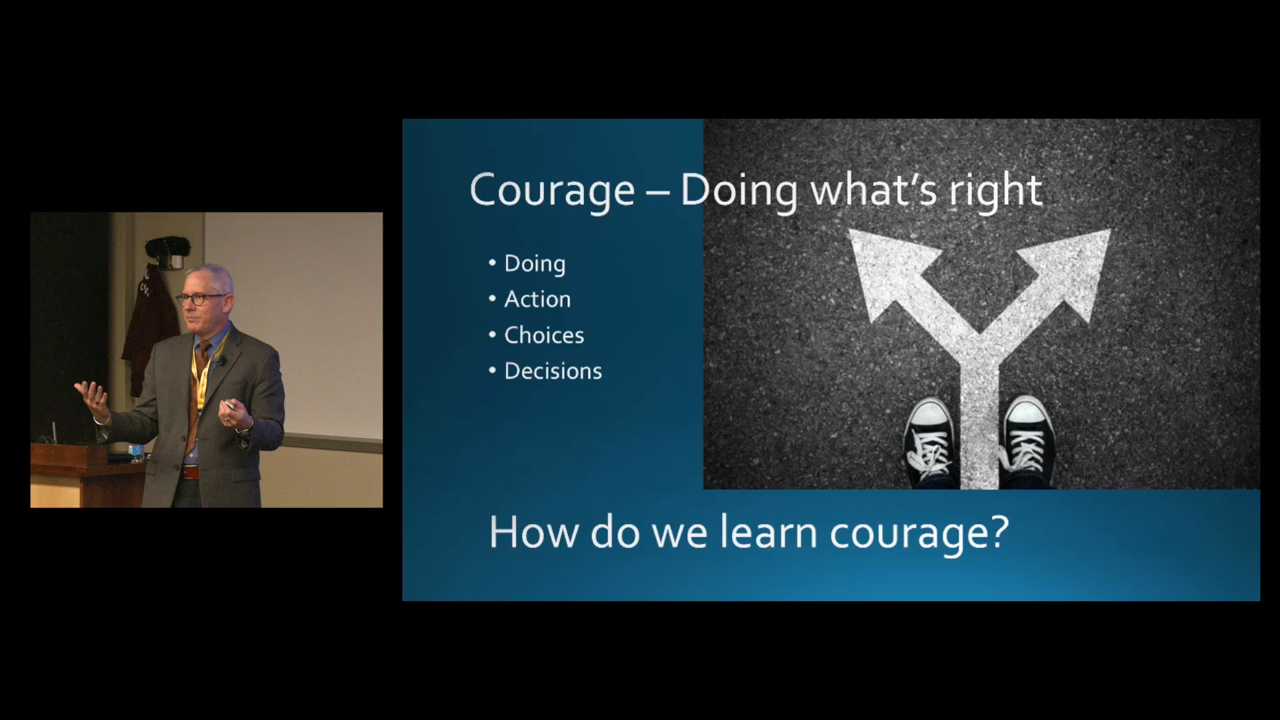 Courage – Doing what's right
• Doing
• Action
• Choices
• Decisions
How do we learn courage?